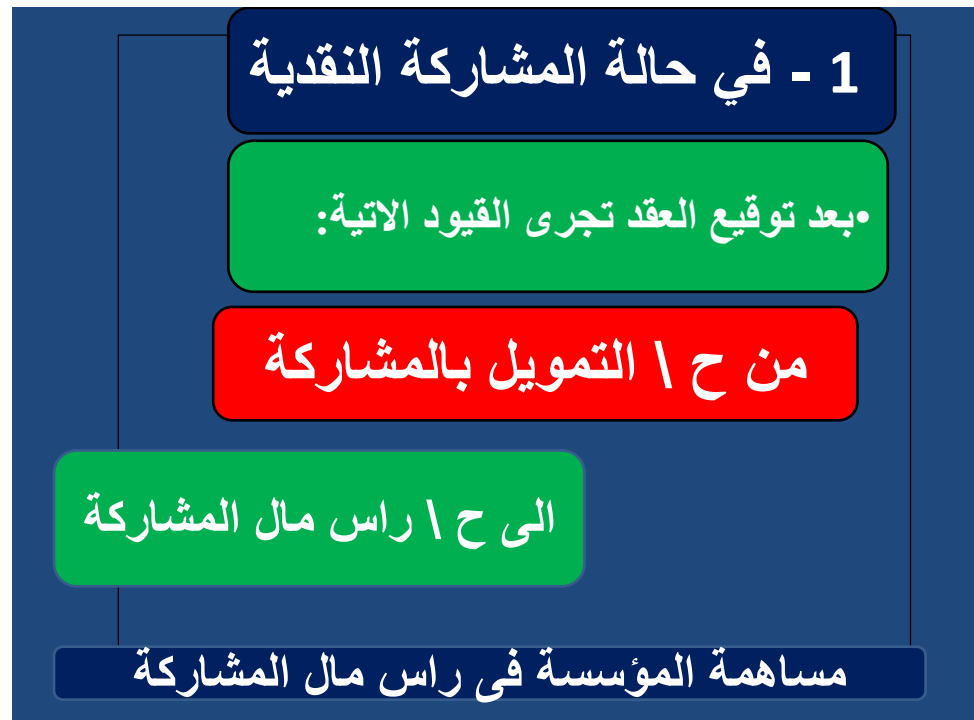 1 - في حالة المشاركة النقدية
•بعد توقيع العقد تجرى القيود الاتية:
من ح \ التمويل بالمشاركة
الى ح \ راس مال المشاركة
مساهمة المؤسسة فى راس مال المشاركة